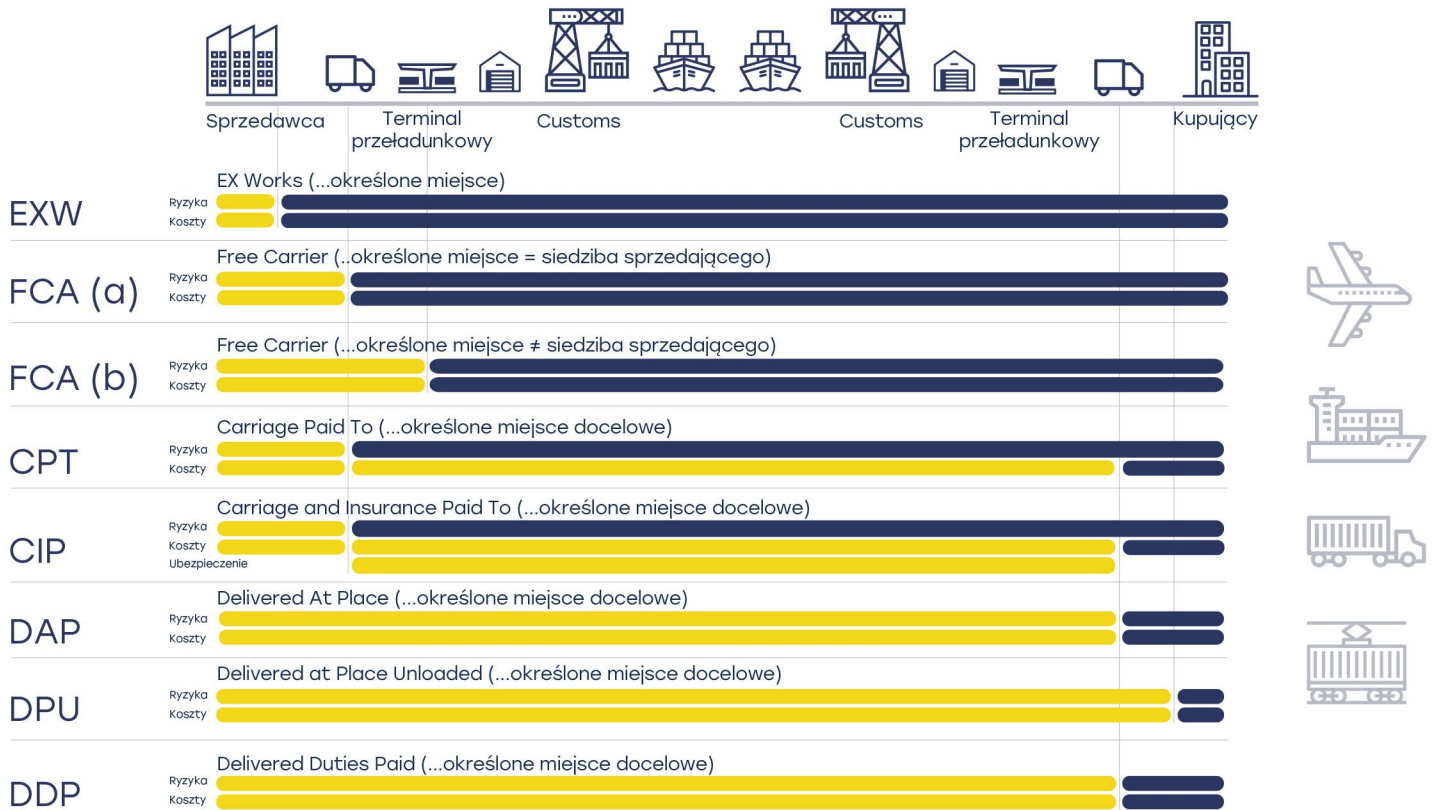 Sprzedawca
Terminal
przeładunkowy
Customs
Customs
Terminal
przeładunkowy
Kupujący
EXW
EX Works (...określone miejsce)
Ryzyka
Koszty
FCA (a)
Free Carrier (..określone miejsce = siedziba sprzedającego)
Ryzyka
Koszty
FCA (b)
Free Carrier (...określone miejsce ≠ siedziba sprzedającego)
Ryzyka
Koszty
CPT
Carriage Paid To (...określone miejsce docelowe)
Ryzyka
Koszty
CIP
Carriage and Insurance Paid To (...określone miejsce docelowe)
Ryzyka
Koszty
Ubezpieczenie
DAP
Delivered At Place (...określone miejsce docelowe)
Ryzyka
Koszty
DPU
Delivered at Place Unloaded (...określone miejsce docelowe)
Ryzyka
Koszty
DDP
Delivered Duties Paid (...określone miejsce docelowe)
Ryzyka
Koszty